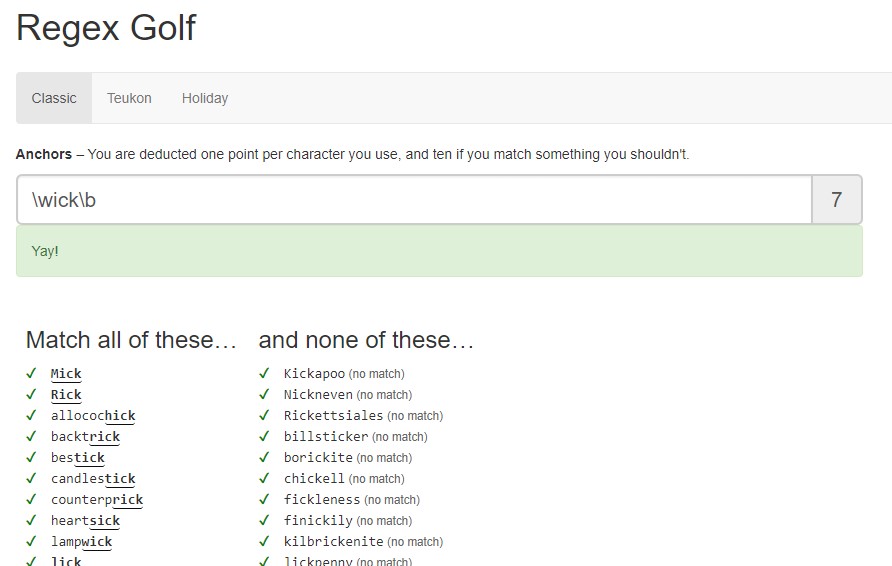 Regex Golf
Classic Teukon Holiday
Anchors – You are deducted one point per character you use, and ten if you match something you shouldn't.
\wick\b 7
Yay!
Match all of these… and none of these…
✓ Mick ✓ Kickapoo (no match)
✓ Rick ✓ Nickneven (no match)
✓ allocochick ✓ Rickettsiales (no match)
✓ backtrick ✓ billsticker (no match)
✓ bestick ✓ borickite (no match)
✓ candlestick ✓ chickell (no match)
✓ counterprick ✓ fickleness (no match)
✓ heartsick ✓ finickily (no match)
✓ lampwick ✓ kilbrickenite (no match)
✓ lick ✓ lickpenny (no match)